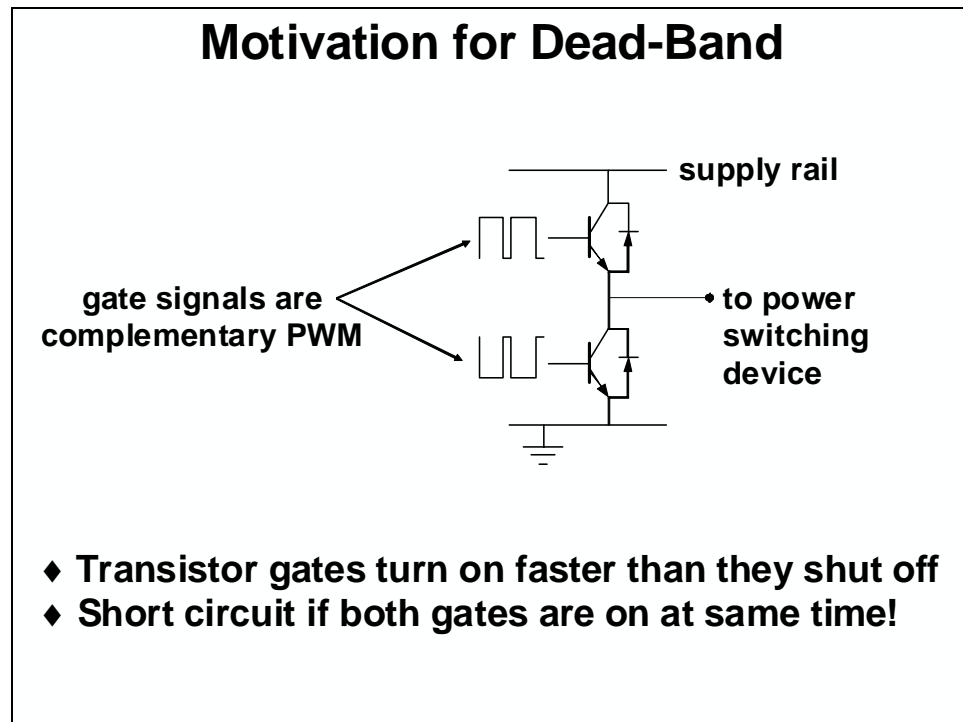 Motivation for Dead-Band
supply rail
gate signals are
complementary PWM
to power
switching
device
♦ Transistor gates turn on faster than they shut off
♦ Short circuit if both gates are on at same time!